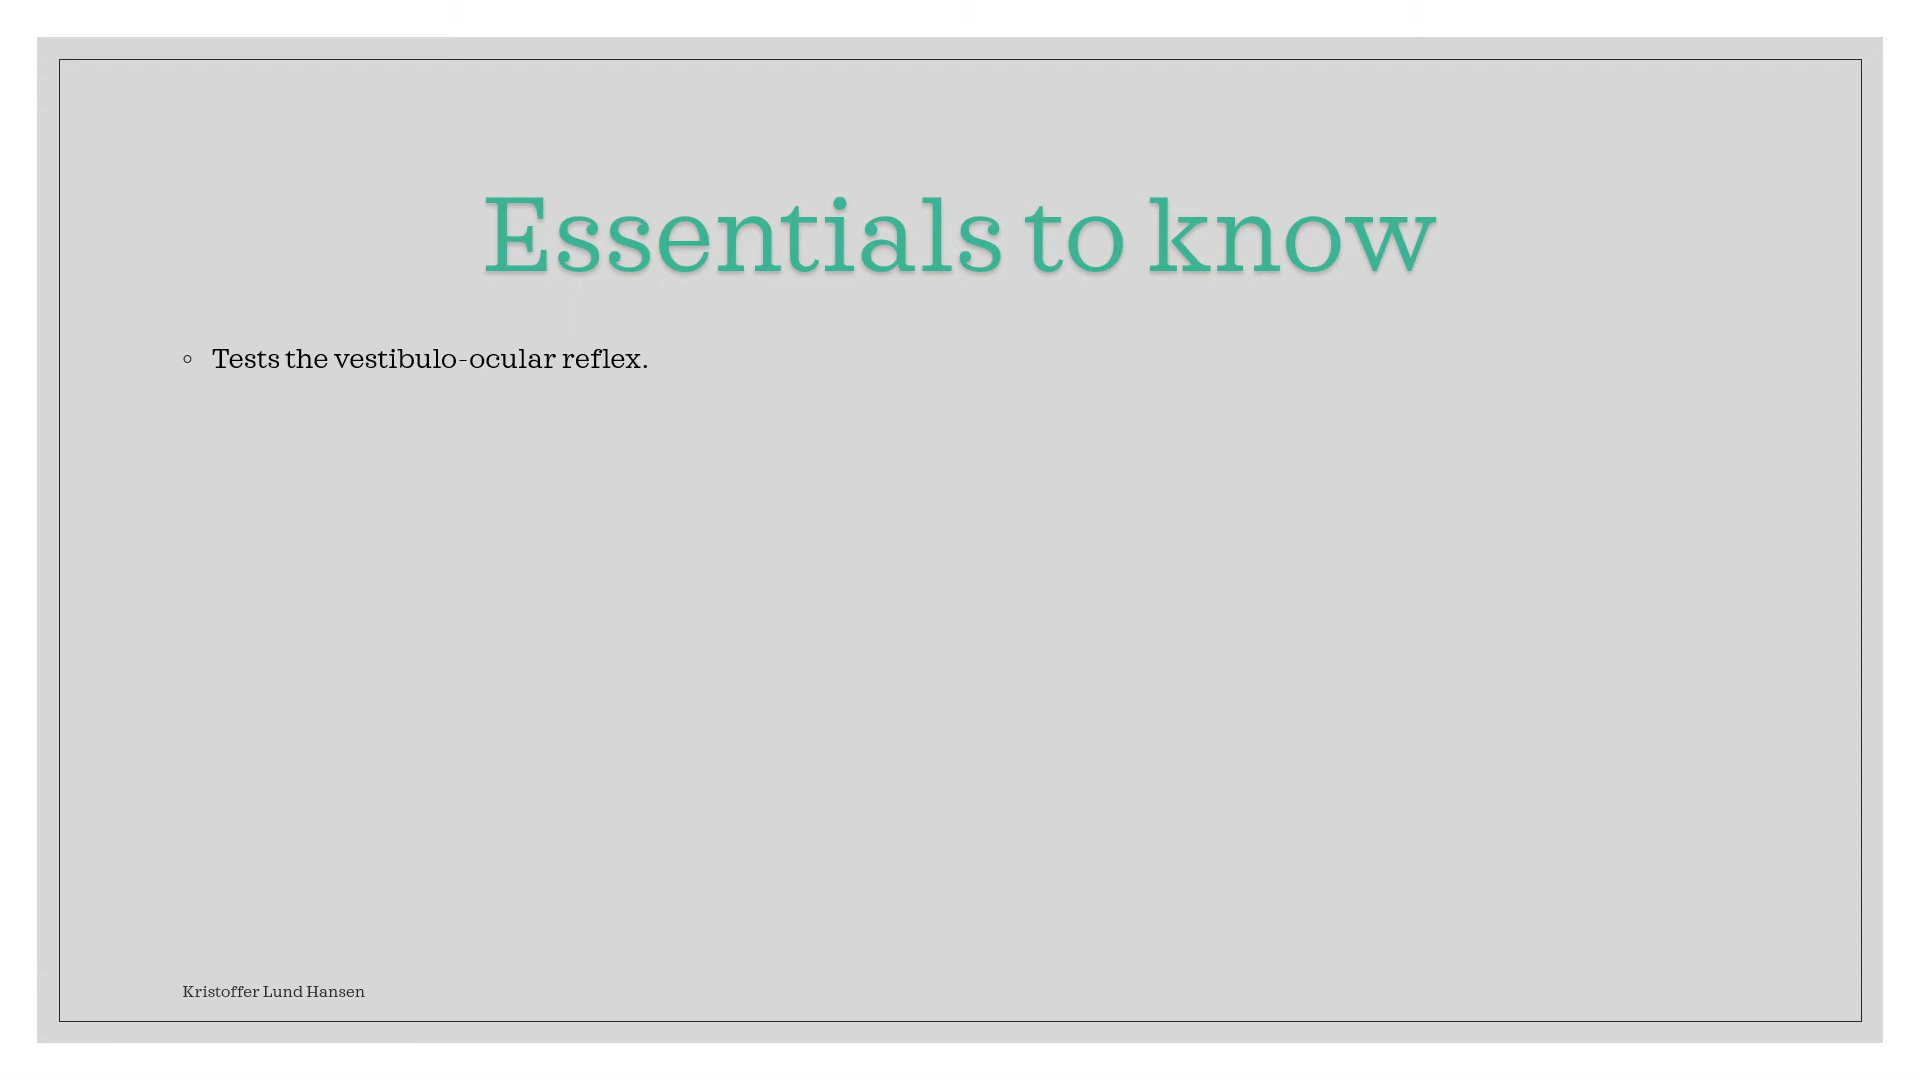 Essentials to know
◦ Tests the vestibulo-ocular reflex.
Kristoffer Lund Hansen